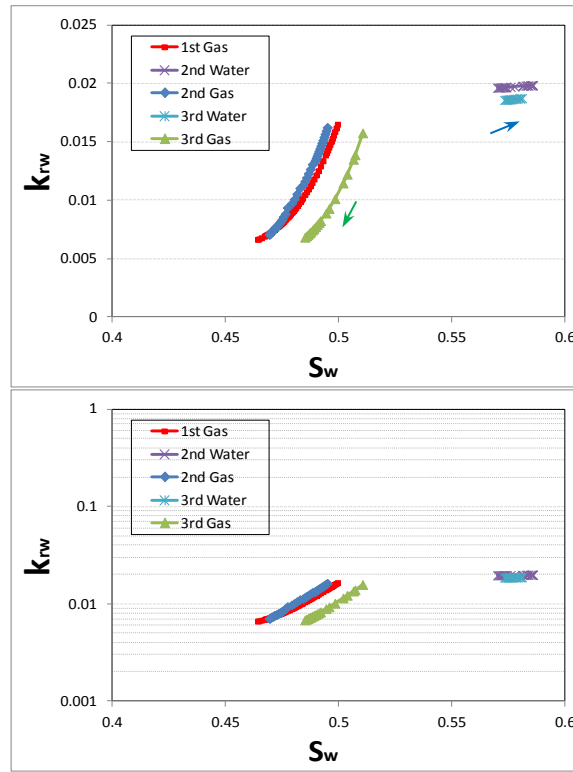 0.025
0.02
0.015
0.01
0.005
0
krw
1st Gas
2nd Water
2nd Gas
3rd Water
3rd Gas
0.4 0.45 0.5 0.55 0.6
Sw
1
0.1
0.01
0.001
krw
1st Gas
2nd Water
2nd Gas
3rd Water
3rd Gas
0.4 0.45 0.5 0.55 0.6
Sw